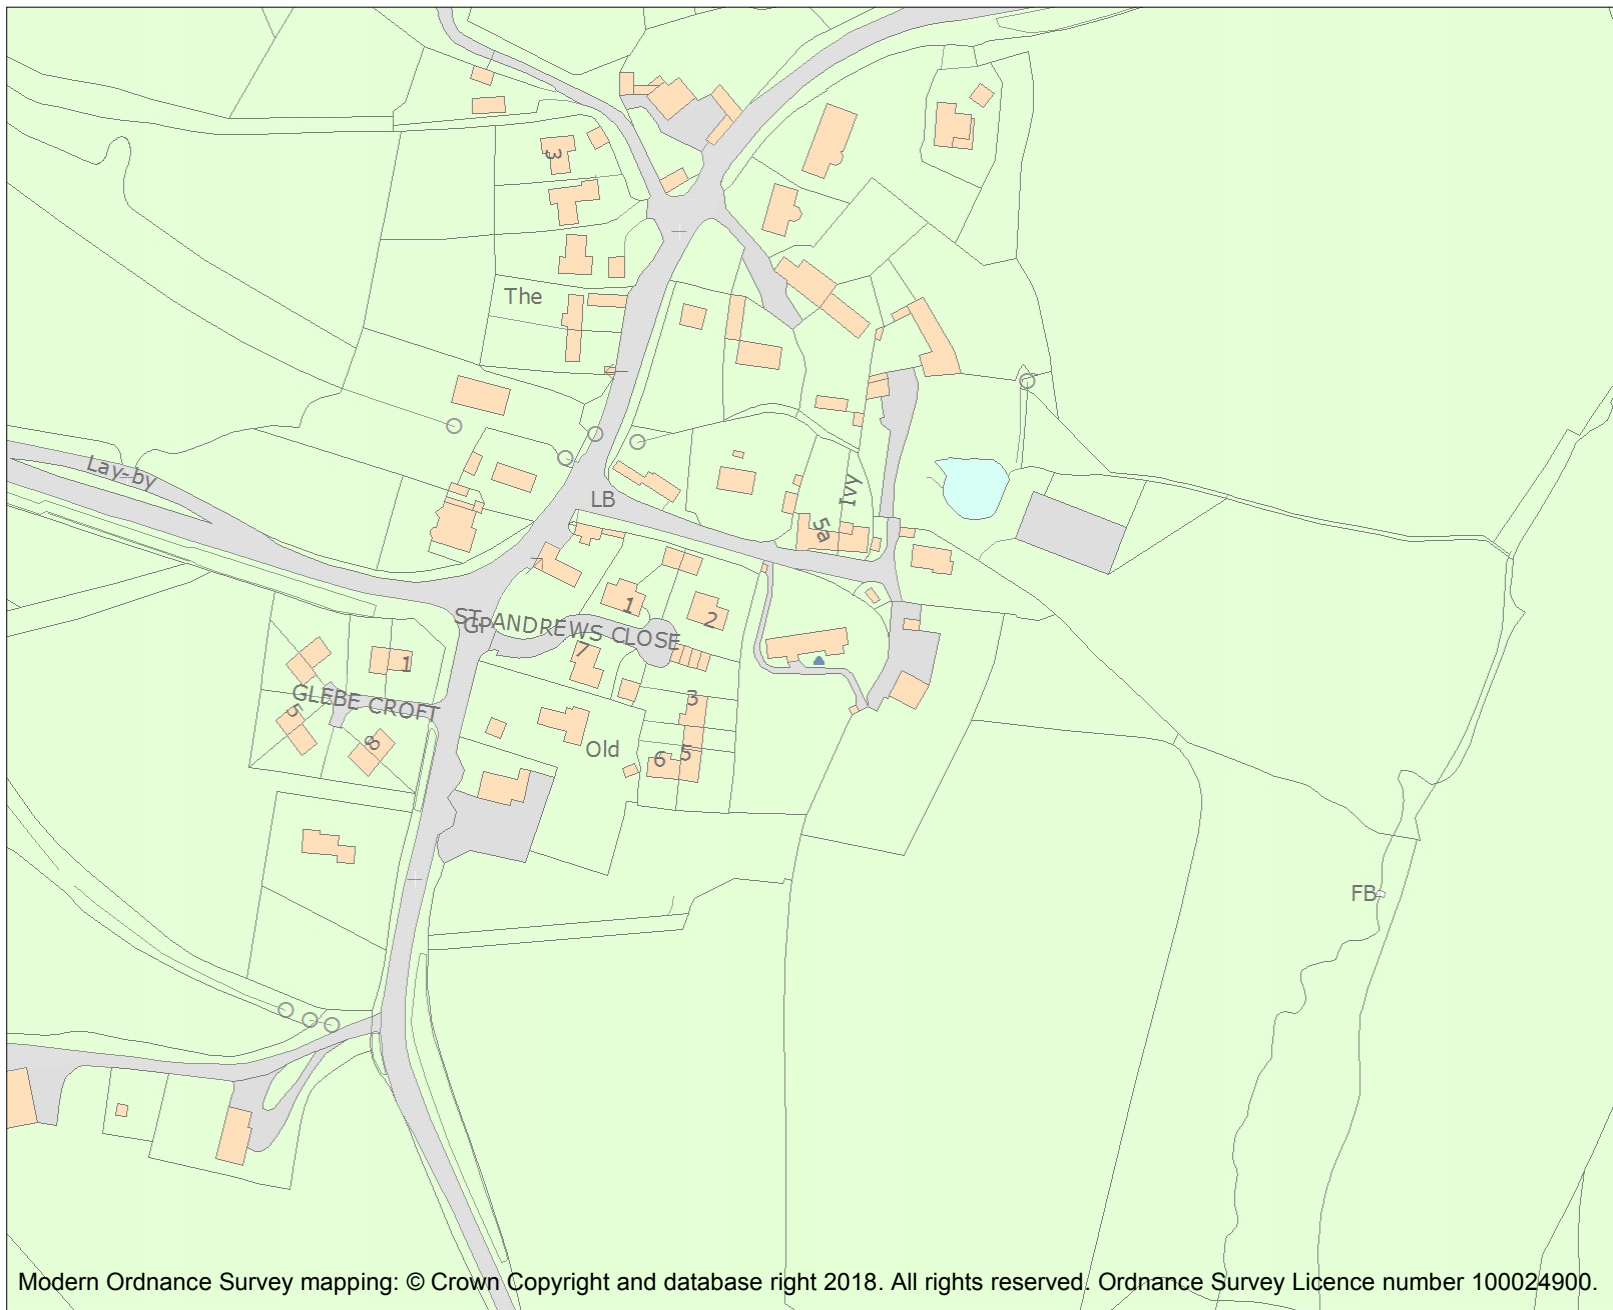 3
The
Lay-by
LB
Ivy
5a
7
1
2
ST. ANDREWS CLOSE
GP
7
1
GLEBE CROFT
5
8
3
Old
6
5
FB
Modern Ordnance Survey mapping: © Crown Copyright and database right 2018. All rights reserved. Ordnance Survey Licence number 100024900.